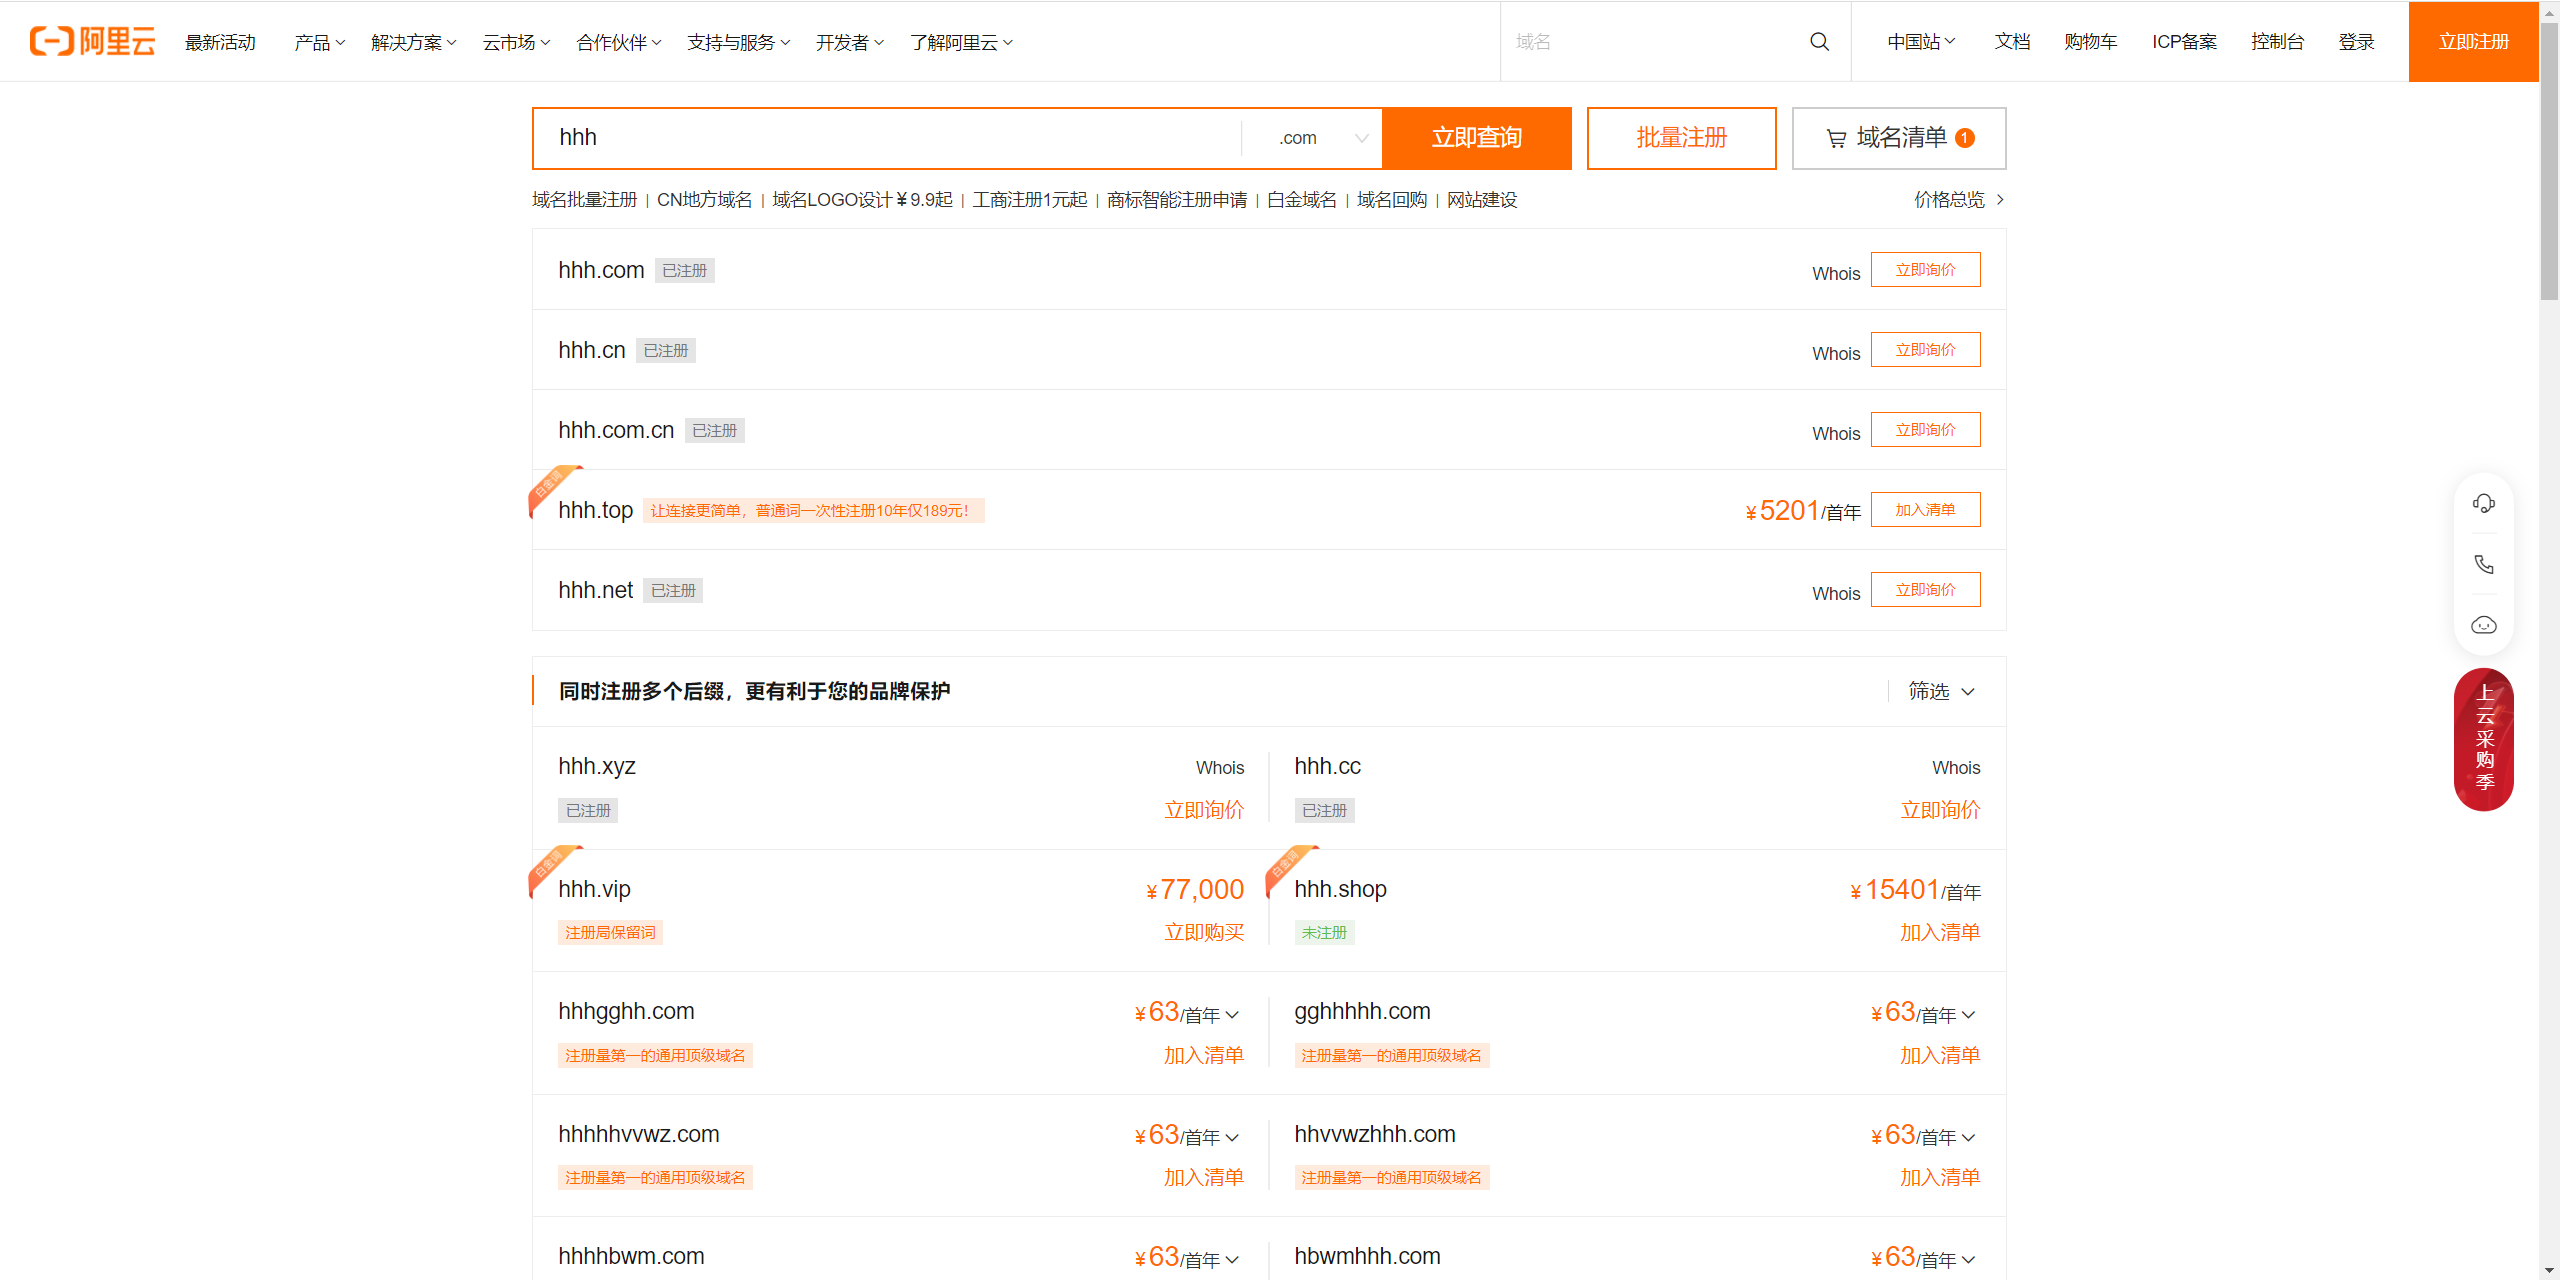 阿里云 最新活动 产品 解决方案 云市场 合作伙伴 支持与服务 开发者 了解阿里云 域名 中国站 文档 购物车 ICP备案 控制台 登录 立即注册
hhh .com 立即查询 批量注册 域名清单 1
域名批量注册 | CN地方域名 | 域名LOGO设计¥9.9起 | 工商注册1元起 | 商标智能注册申请 | 白金域名 | 域名回购 | 网站建设 价格总览
hhh.com 已注册 Whois 立即询价
hhh.cn 已注册 Whois 立即询价
hhh.com.cn 已注册 Whois 立即询价
白金词
hhh.top 让连接更简单，普通词一次性注册10年仅189元！ ¥5201/首年 加入清单
hhh.net 已注册 Whois 立即询价
同时注册多个后缀，更有利于您的品牌保护 筛选
hhh.xyz Whois hhh.cc Whois
已注册 立即询价 已注册 立即询价
白金词 白金词
hhh.vip ¥77,000 hhh.shop ¥15401/首年
注册局保留词 立即购买 未注册 加入清单
hhhgghh.com ¥63/首年 gghhhhh.com ¥63/首年
注册量第一的通用顶级域名 加入清单 注册量第一的通用顶级域名 加入清单
hhhhhvvwz.com ¥63/首年 hhvvwzhhh.com ¥63/首年
注册量第一的通用顶级域名 加入清单 注册量第一的通用顶级域名 加入清单
hhhhbwm.com ¥63/首年 hbwmhhh.com ¥63/首年
上云采购季